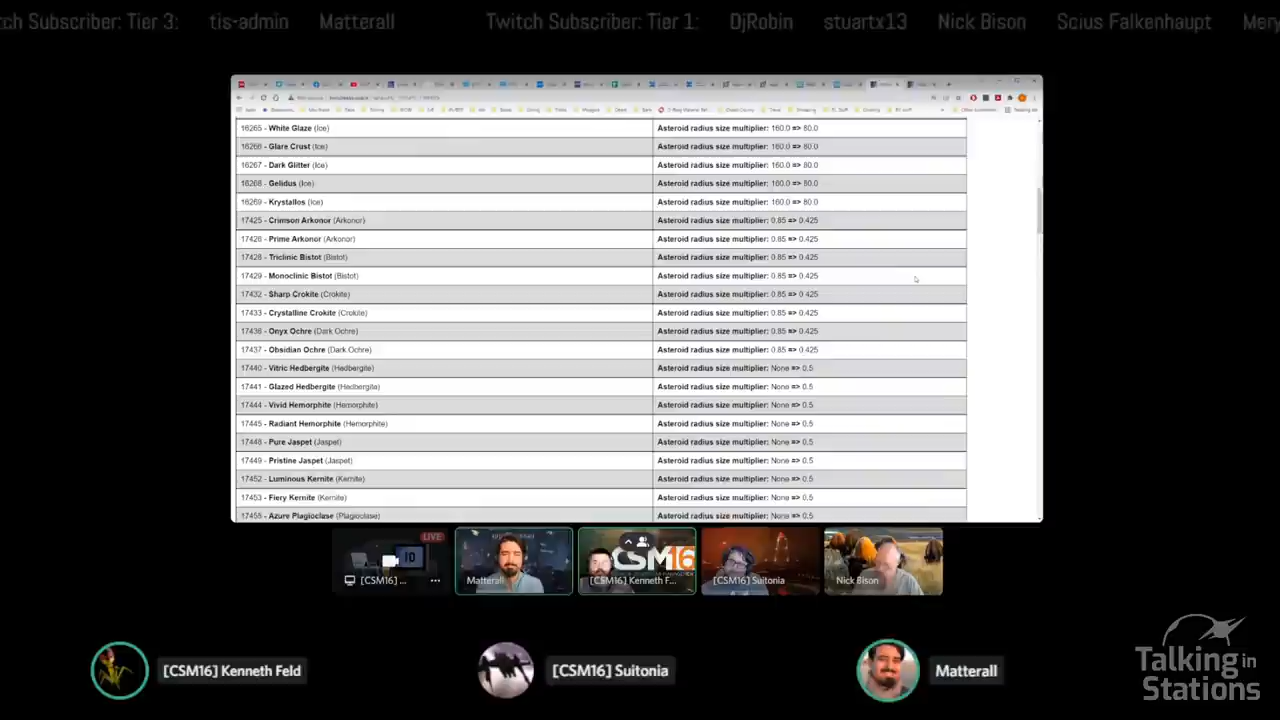 tch Subscriber: Tier 3: tis-admin Matterall Twitch Subscriber: Tier 1: DjRobin stuartx13 Nick Bison Scius Falkenhaupt Mery
16265 - White Glaze (Ice) Asteroid radius size multiplier: 160.0 => 80.0
16266 - Glare Crust (Ice) Asteroid radius size multiplier: 160.0 => 80.0
16267 - Dark Glitter (Ice) Asteroid radius size multiplier: 160.0 => 80.0
16268 - Gelidus (Ice) Asteroid radius size multiplier: 160.0 => 80.0
16269 - Krystallos (Ice) Asteroid radius size multiplier: 160.0 => 80.0
17425 - Crimson Arkonor (Arkonor) Asteroid radius size multiplier: 0.85 => 0.425
17426 - Prime Arkonor (Arkonor) Asteroid radius size multiplier: 0.85 => 0.425
17428 - Triclinic Bistot (Bistot) Asteroid radius size multiplier: 0.85 => 0.425
17429 - Monoclinic Bistot (Bistot) Asteroid radius size multiplier: 0.85 => 0.425
17432 - Sharp Crokite (Crokite) Asteroid radius size multiplier: 0.85 => 0.425
17433 - Crystalline Crokite (Crokite) Asteroid radius size multiplier: 0.85 => 0.425
17436 - Onyx Ochre (Dark Ochre) Asteroid radius size multiplier: 0.85 => 0.425
17437 - Obsidian Ochre (Dark Ochre) Asteroid radius size multiplier: 0.85 => 0.425
17440 - Vitric Hedbergite (Hedbergite) Asteroid radius size multiplier: None => 0.5
17441 - Glazed Hedbergite (Hedbergite) Asteroid radius size multiplier: None => 0.5
17444 - Vivid Hemorphite (Hemorphite) Asteroid radius size multiplier: None => 0.5
17445 - Radiant Hemorphite (Hemorphite) Asteroid radius size multiplier: None => 0.5
17448 - Pure Jaspet (Jaspet) Asteroid radius size multiplier: None => 0.5
17449 - Pristine Jaspet (Jaspet) Asteroid radius size multiplier: None => 0.5
17452 - Luminous Kernite (Kernite) Asteroid radius size multiplier: None => 0.5
17453 - Fiery Kernite (Kernite) Asteroid radius size multiplier: None => 0.5
17455 - Azure Plagioclase (Plagioclase) Asteroid radius size multiplier: None => 0.5
LIVE
CSM16
[CSM16] ... Matterall [CSM16] Kenneth F... [CSM16] Suitonia Nick Bison
[CSM16] Kenneth Feld [CSM16] Suitonia Matterall
Talking in
Stations